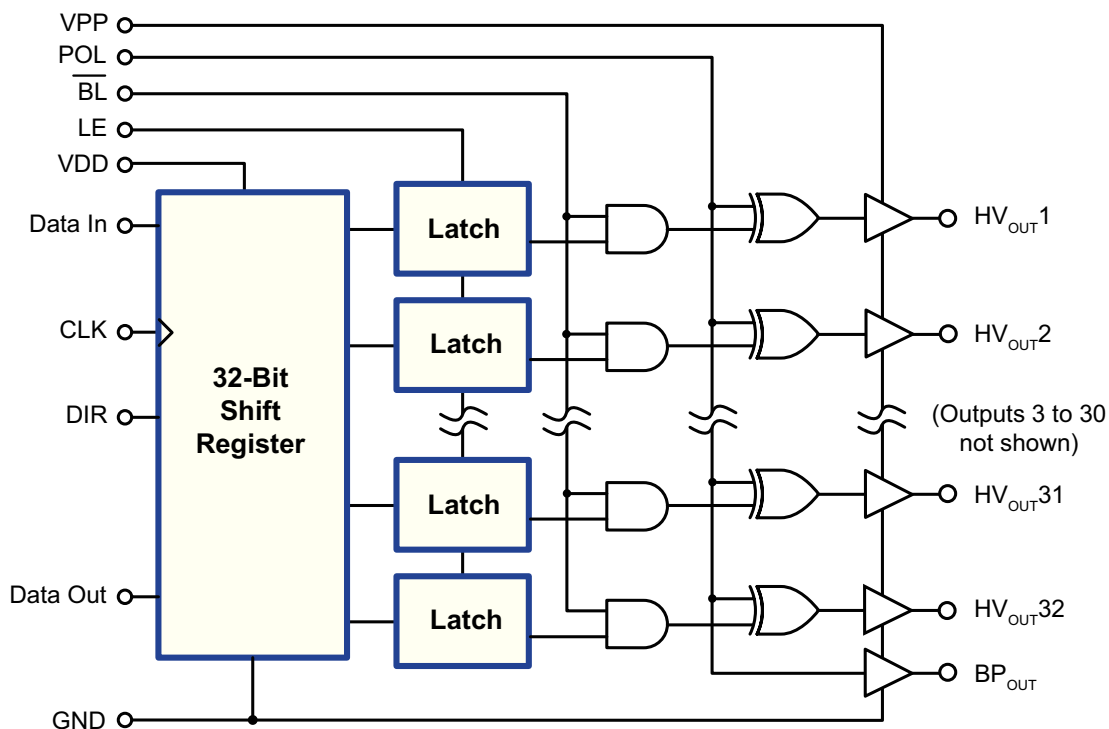 VPP
POL
B̅L̅
LE
VDD
Data In
CLK
DIR
Data Out
GND
32-Bit
Shift
Register
Latch
Latch
Latch
Latch
HVOUT1
HVOUT2
(Outputs 3 to 30
not shown)
HVOUT31
HVOUT32
BPOUT